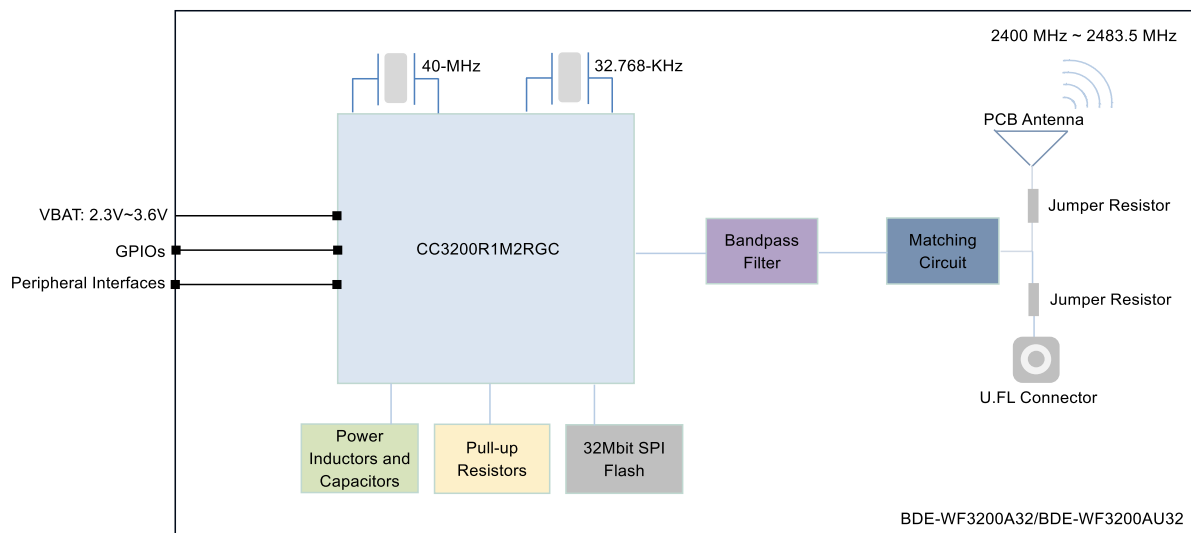 2400 MHz ~ 2483.5 MHz
40-MHz
32.768-KHz
PCB Antenna
Jumper Resistor
VBAT: 2.3V~3.6V
GPIOs
Peripheral Interfaces
CC3200R1M2RGC
Bandpass
Filter
Matching
Circuit
Jumper Resistor
U.FL Connector
Power
Inductors and
Capacitors
Pull-up
Resistors
32Mbit SPI
Flash
BDE-WF3200A32/BDE-WF3200AU32